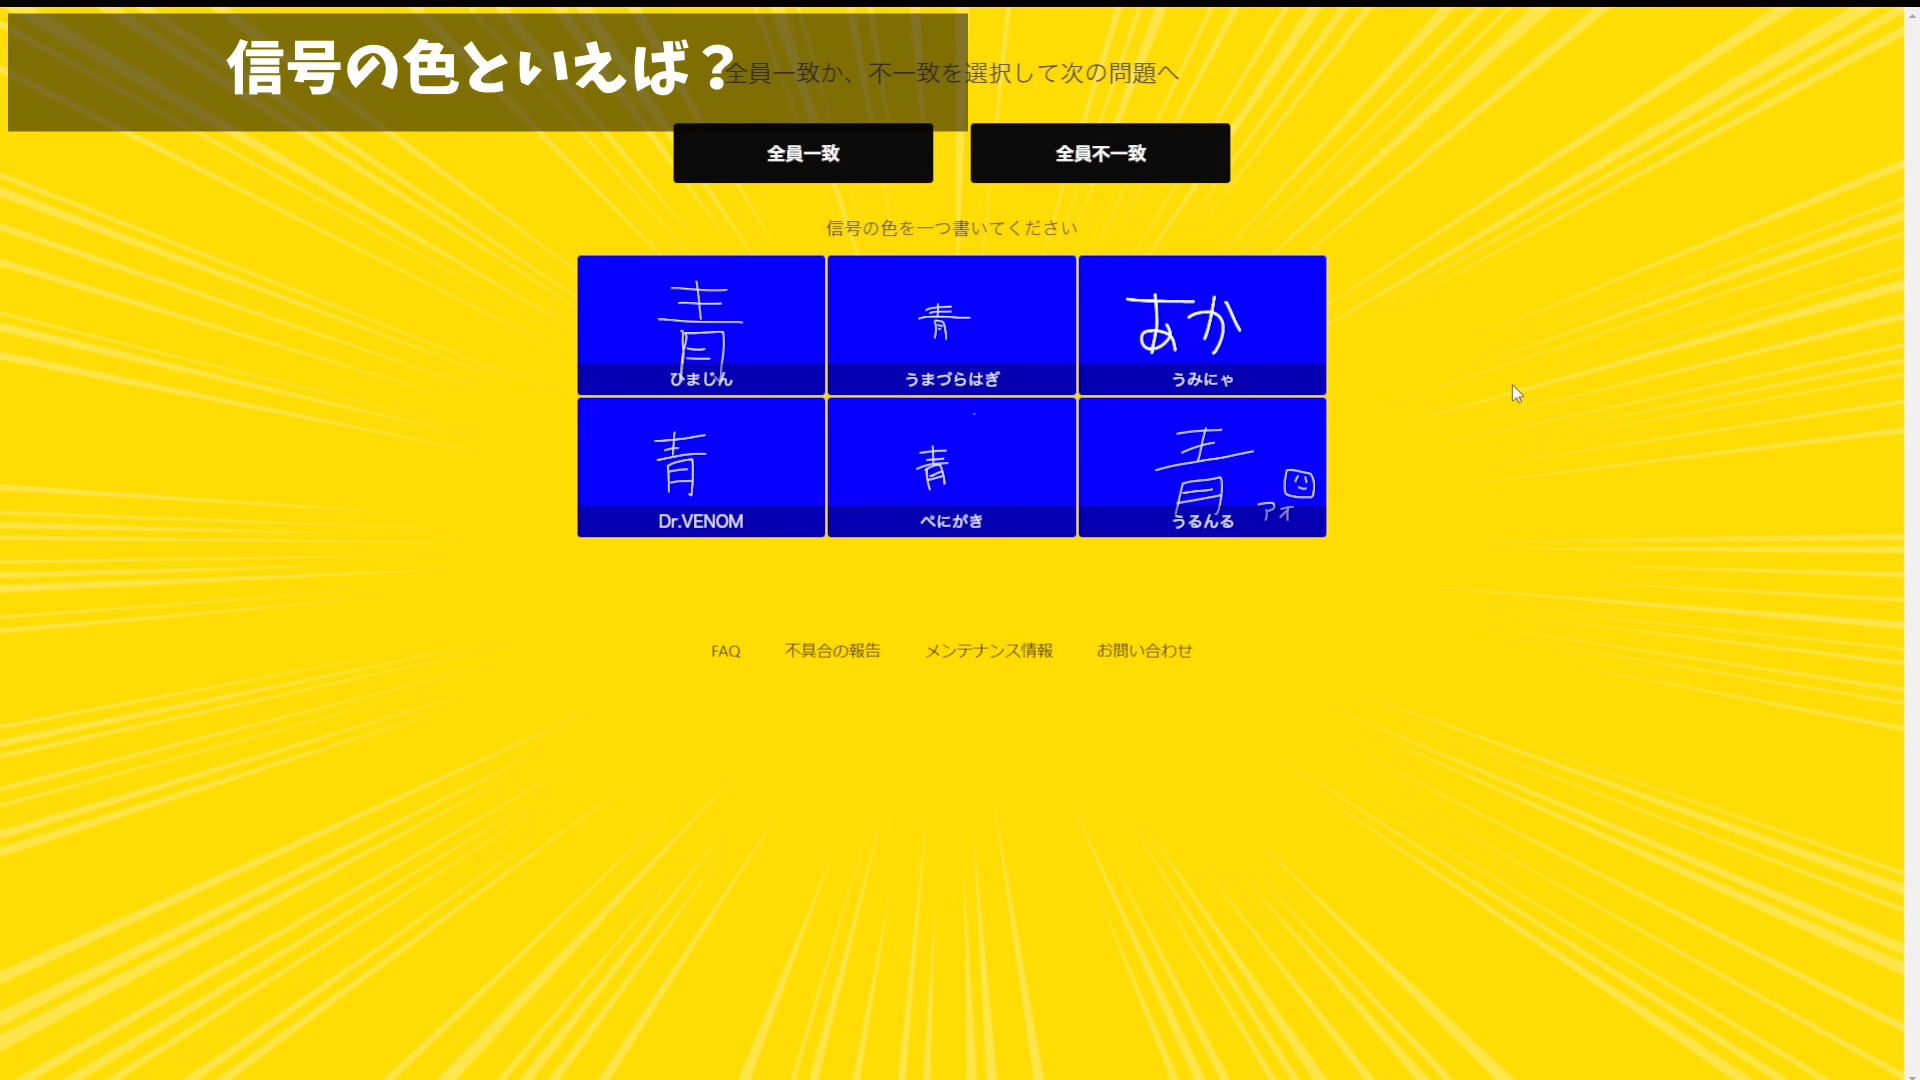 信号の色といえば？
全員一致か、不一致を選択して次の問題へ
全員一致
全員不一致
信号の色を一つ書いてください
青
ひまじん
青
うまづらはぎ
あか
うみにゃ
青
Dr.VENOM
青
ぺにがき
青
アオ
うるんる
FAQ
不具合の報告
メンテナンス情報
お問い合わせ